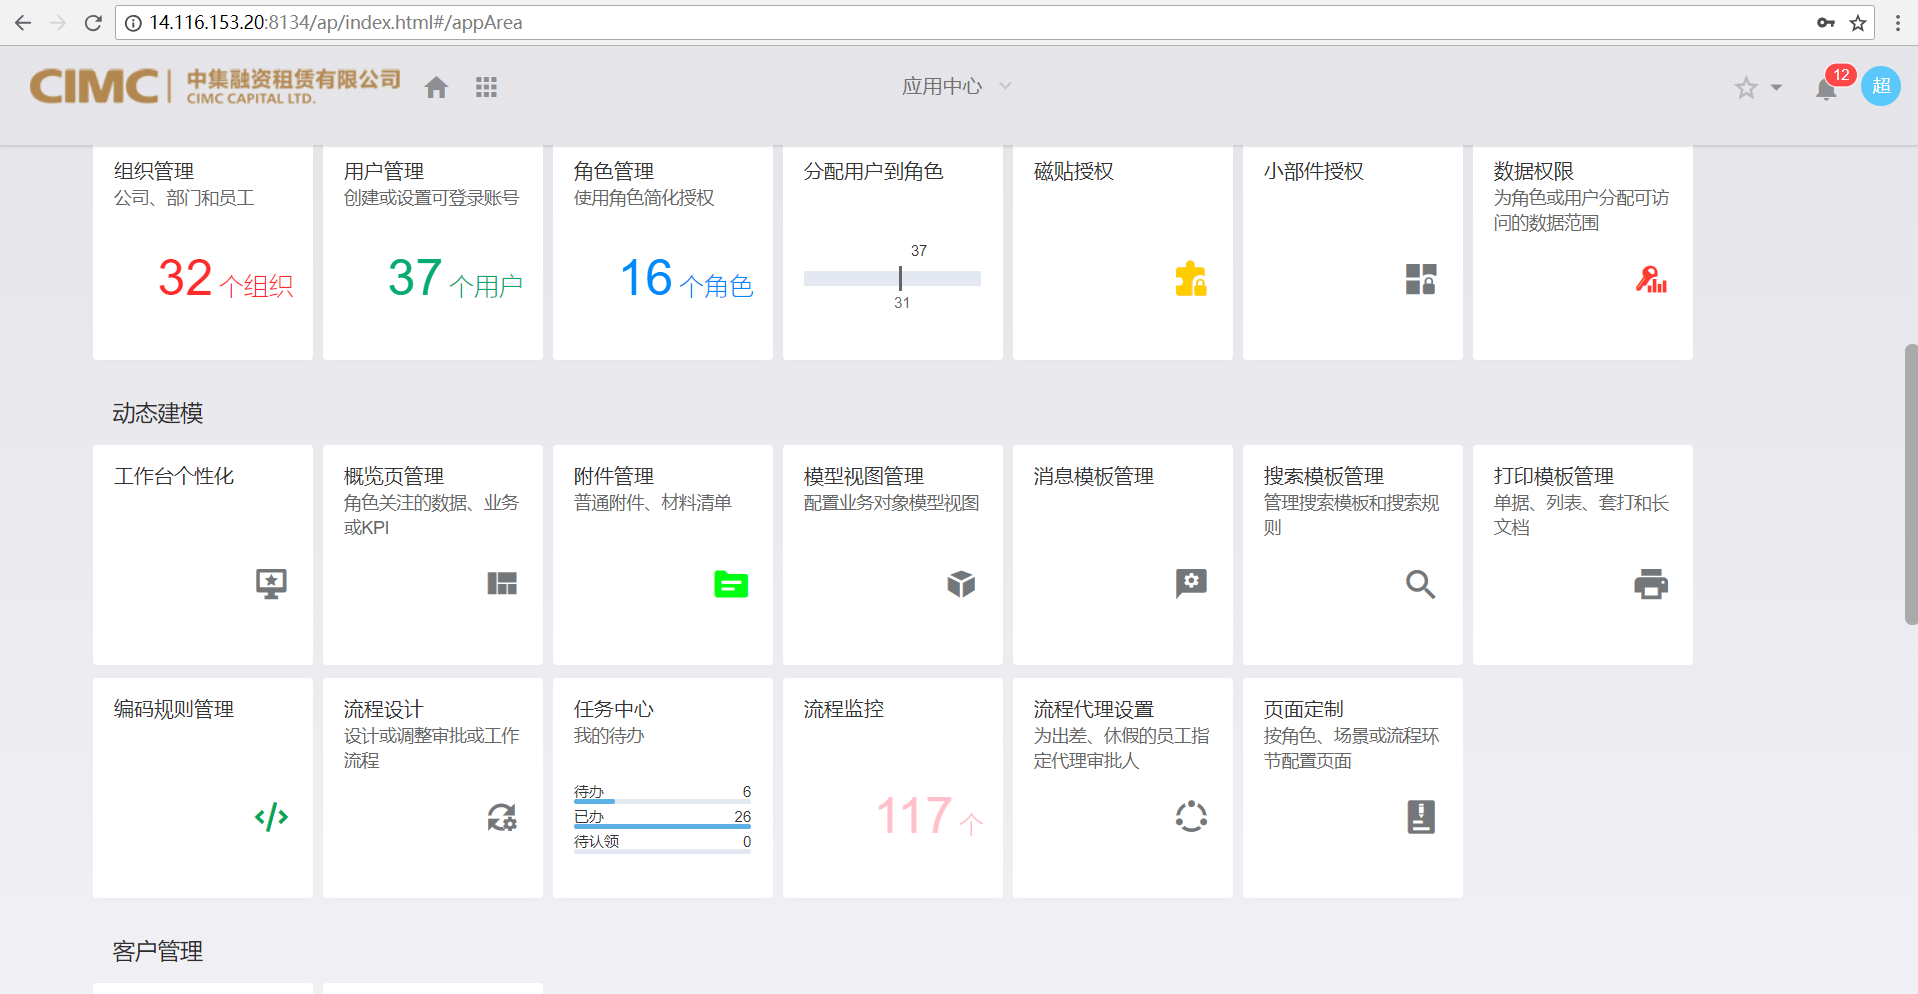 14.116.153.20:8134/ap/index.html#/appArea
CIMC
中集融资租赁有限公司
CIMC CAPITAL LTD.
应用中心
12
超
组织管理
公司、部门和员工
32 个组织
用户管理
创建或设置可登录账号
37 个用户
角色管理
使用角色简化授权
16 个角色
分配用户到角色
37
31
磁贴授权
小部件授权
数据权限
为角色或用户分配可访
问的数据范围
动态建模
工作台个性化
概览页管理
角色关注的数据、业务
或KPI
附件管理
普通附件、材料清单
模型视图管理
配置业务对象模型视图
消息模板管理
搜索模板管理
管理搜索模板和搜索规
则
打印模板管理
单据、列表、套打和长
文档
编码规则管理
流程设计
设计或调整审批或工作
流程
任务中心
我的待办
待办 6
已办 26
待认领 0
流程监控
117 个
流程代理设置
为出差、休假的员工指
定代理审批人
页面定制
按角色、场景或流程环
节配置页面
客户管理